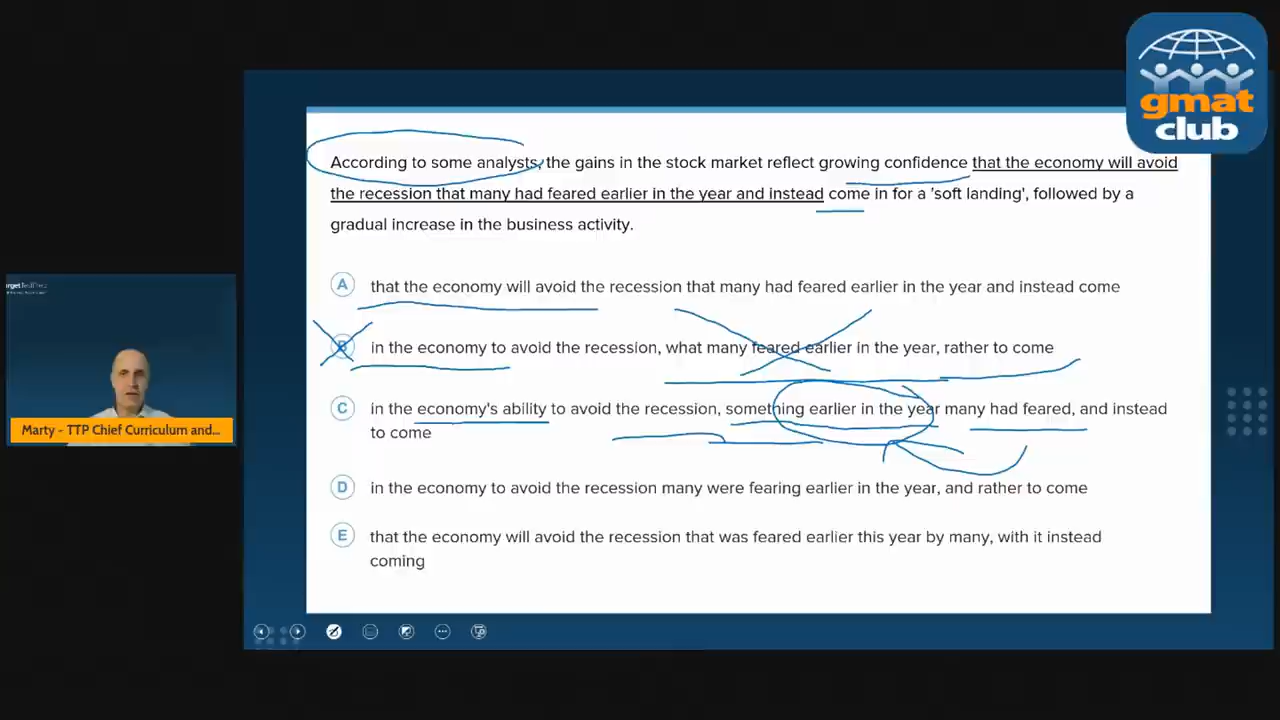 gmat
club
According to some analysts, the gains in the stock market reflect growing confidence that the economy will avoid
the recession that many had feared earlier in the year and instead come in for a 'soft landing', followed by a
gradual increase in the business activity.
A that the economy will avoid the recession that many had feared earlier in the year and instead come
B in the economy to avoid the recession, what many feared earlier in the year, rather to come
C in the economy's ability to avoid the recession, something earlier in the year many had feared, and instead
to come
D in the economy to avoid the recession many were fearing earlier in the year, and rather to come
E that the economy will avoid the recession that was feared earlier this year by many, with it instead
coming
Marty - TTP Chief Curriculum and...